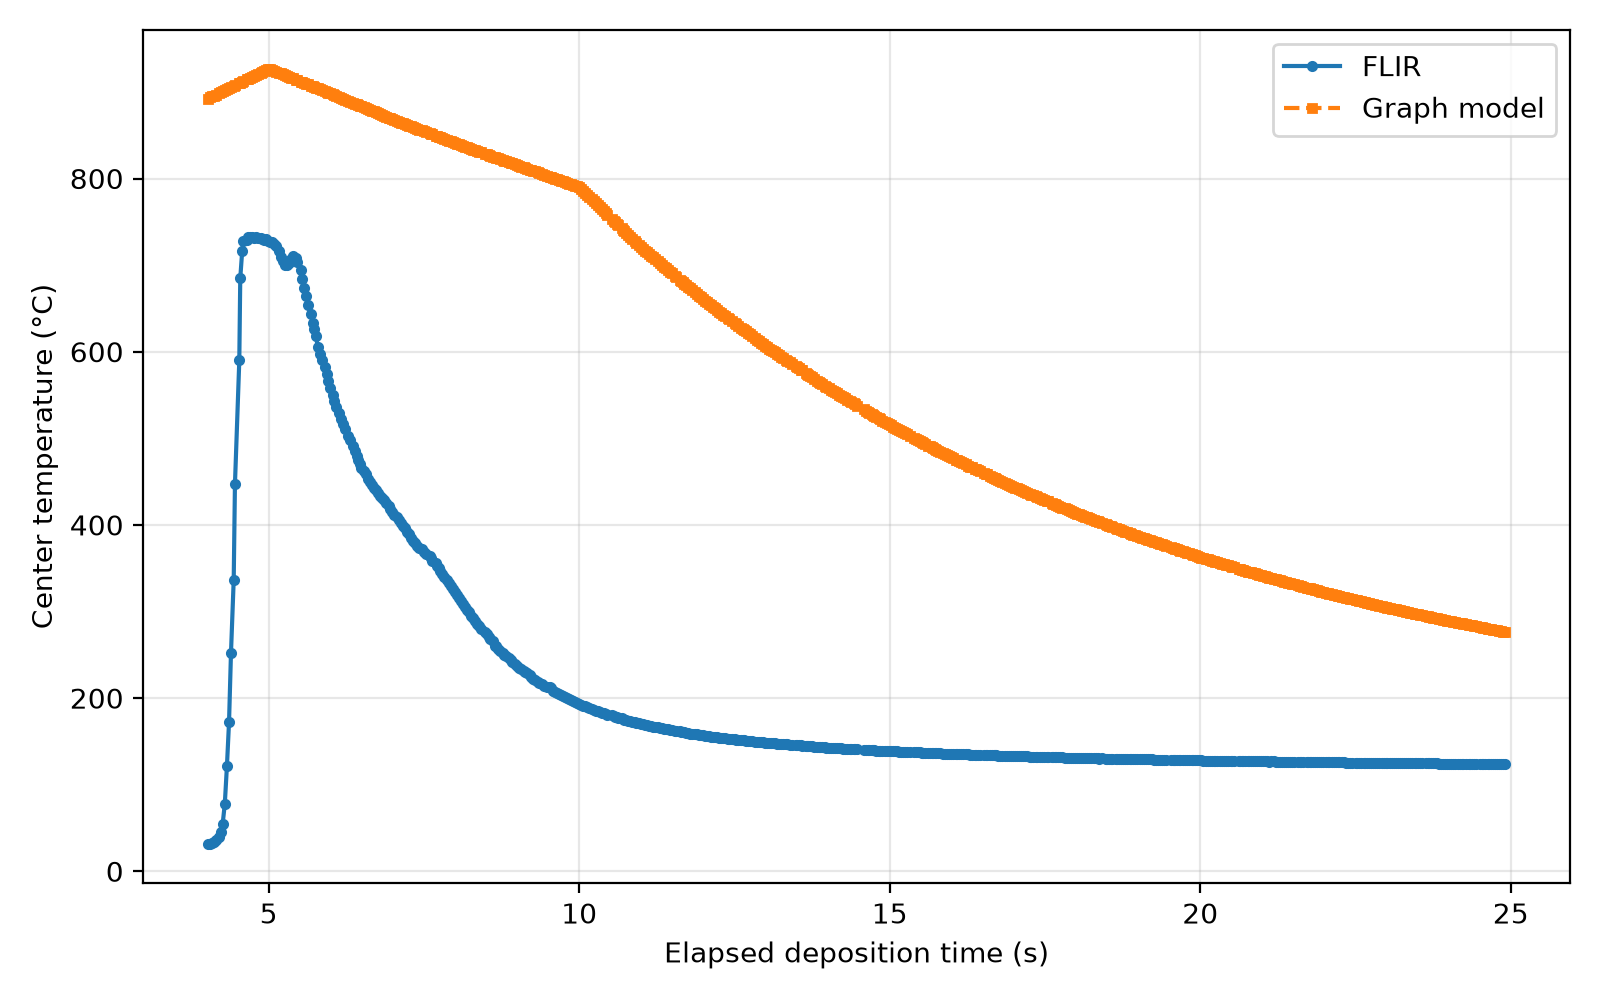 FLIR
Graph model
Center temperature (°C)
800
600
400
200
0
5 10 15 20 25
Elapsed deposition time (s)